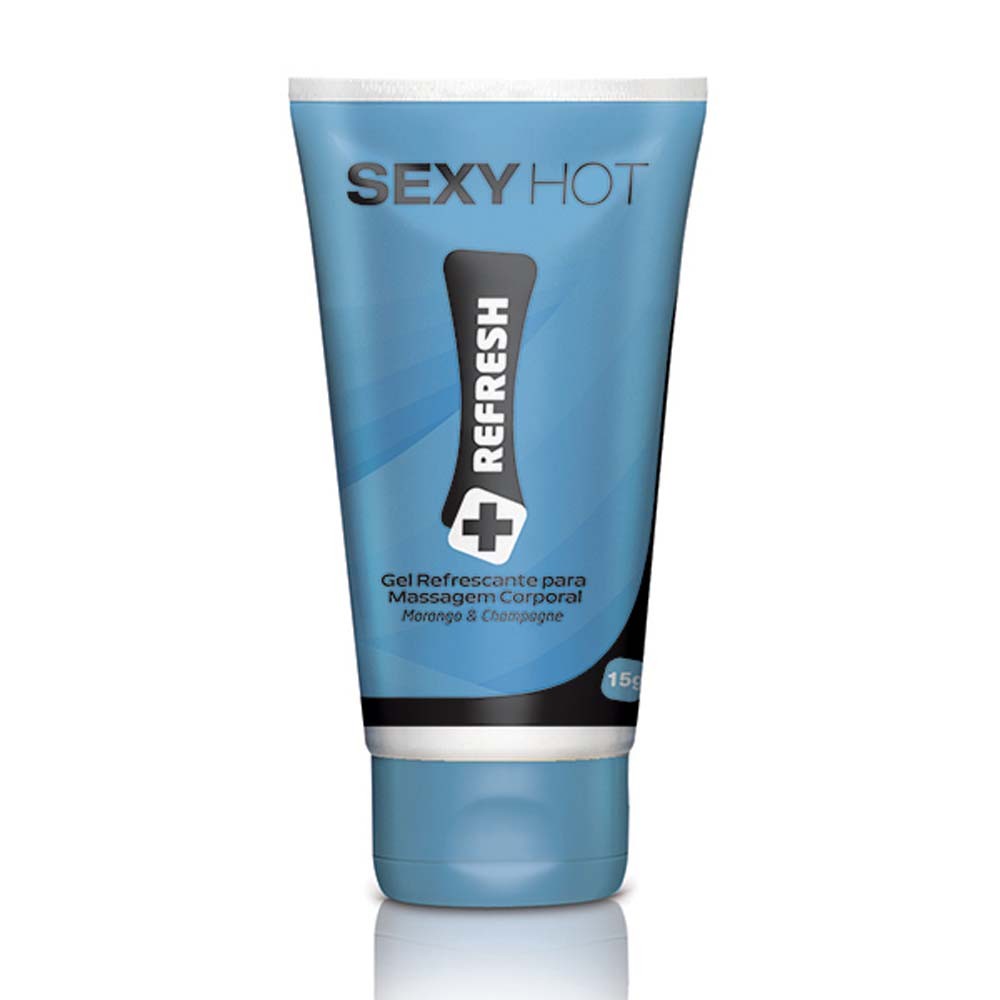 SEXY HOT
+ REFRESH
Gel Refrescante para
Massagem Corporal
Morango & Champagne
15g